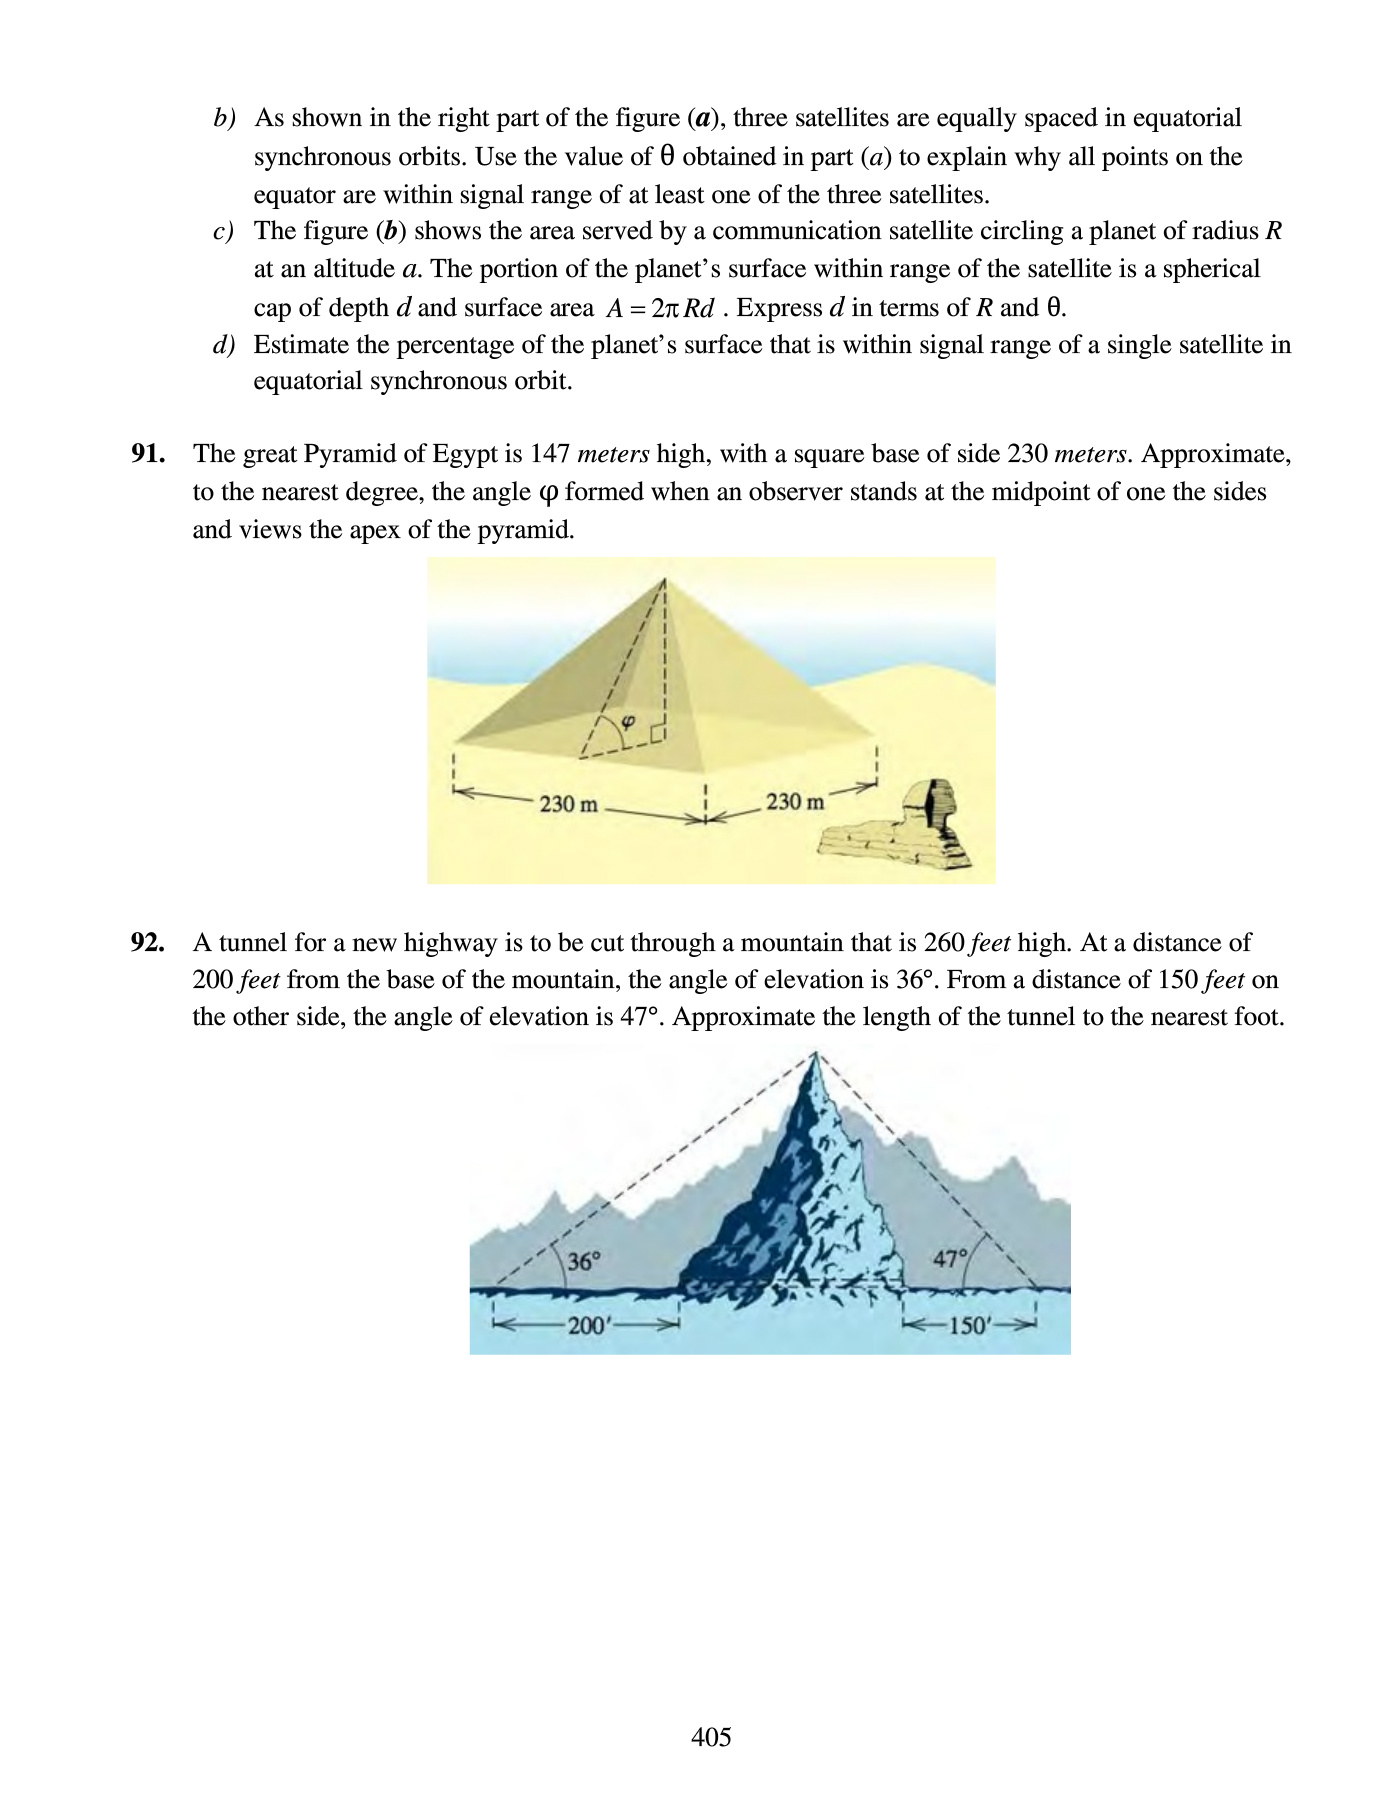 b) As shown in the right part of the figure (a), three satellites are equally spaced in equatorial
synchronous orbits. Use the value of θ obtained in part (a) to explain why all points on the
equator are within signal range of at least one of the three satellites.
c) The figure (b) shows the area served by a communication satellite circling a planet of radius R
at an altitude a. The portion of the planet's surface within range of the satellite is a spherical
cap of depth d and surface area A = 2π Rd . Express d in terms of R and θ.
d) Estimate the percentage of the planet's surface that is within signal range of a single satellite in
equatorial synchronous orbit.
91. The great Pyramid of Egypt is 147 meters high, with a square base of side 230 meters. Approximate,
to the nearest degree, the angle φ formed when an observer stands at the midpoint of one the sides
and views the apex of the pyramid.
φ
230 m 230 m
92. A tunnel for a new highway is to be cut through a mountain that is 260 feet high. At a distance of
200 feet from the base of the mountain, the angle of elevation is 36°. From a distance of 150 feet on
the other side, the angle of elevation is 47°. Approximate the length of the tunnel to the nearest foot.
36° 47°
200′ 150′
405